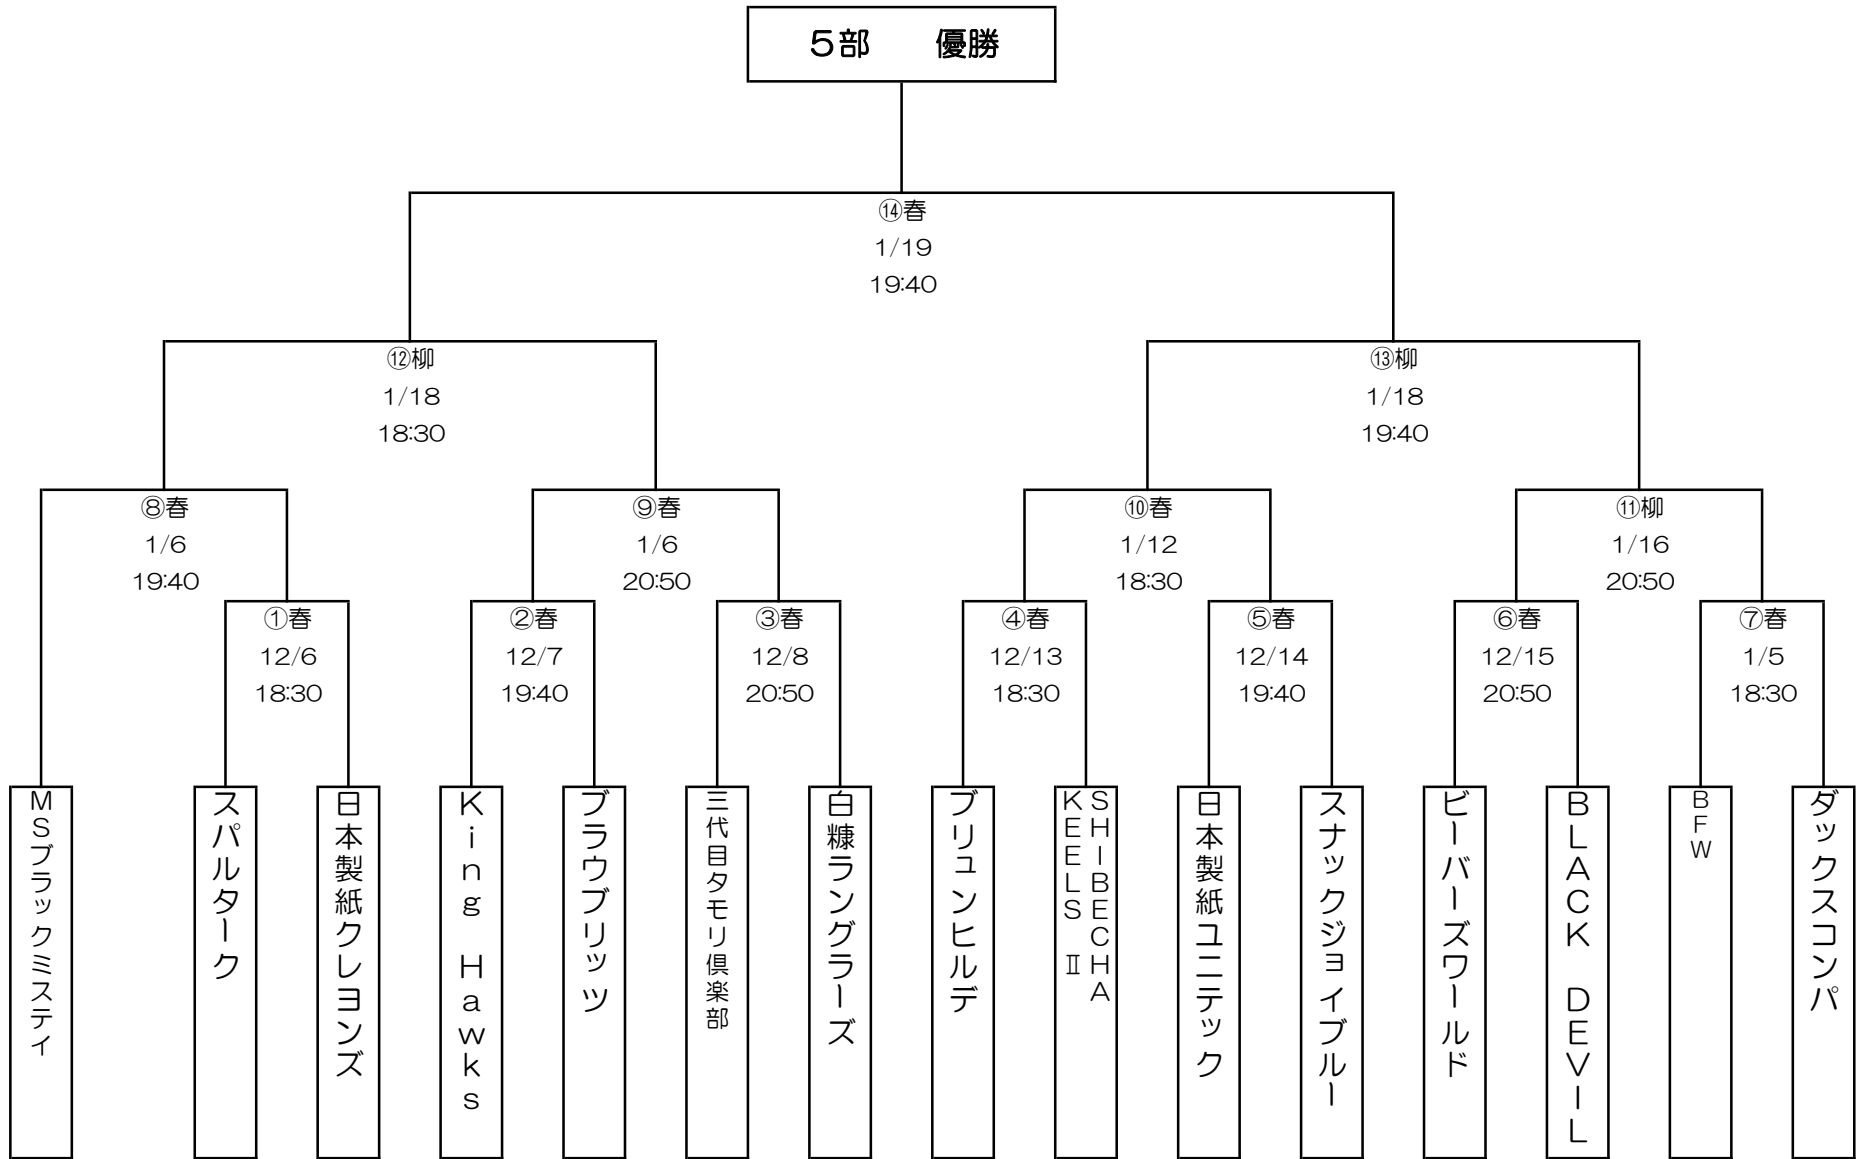 5部　優勝
⑭春
1/19
19:40
⑫柳
1/18
18:30
⑬柳
1/18
19:40
⑧春
1/6
19:40
⑨春
1/6
20:50
⑩春
1/12
18:30
⑪柳
1/16
20:50
①春
12/6
18:30
②春
12/7
19:40
③春
12/8
20:50
④春
12/13
18:30
⑤春
12/14
19:40
⑥春
12/15
20:50
⑦春
1/5
18:30
MSブラックミステイ
スパルターク
日本製紙クレヨンズ
King Hawks
ブラウブリッツ
三代目タモリ倶楽部
白糠ラングラーズ
ブリュンヒルデ
SHIBECHA
KEELS Ⅱ
日本製紙ユニテック
スナックジョイブルー
ビーバーズワールド
BLACK DEVIL
BFW
ダックスコンパ